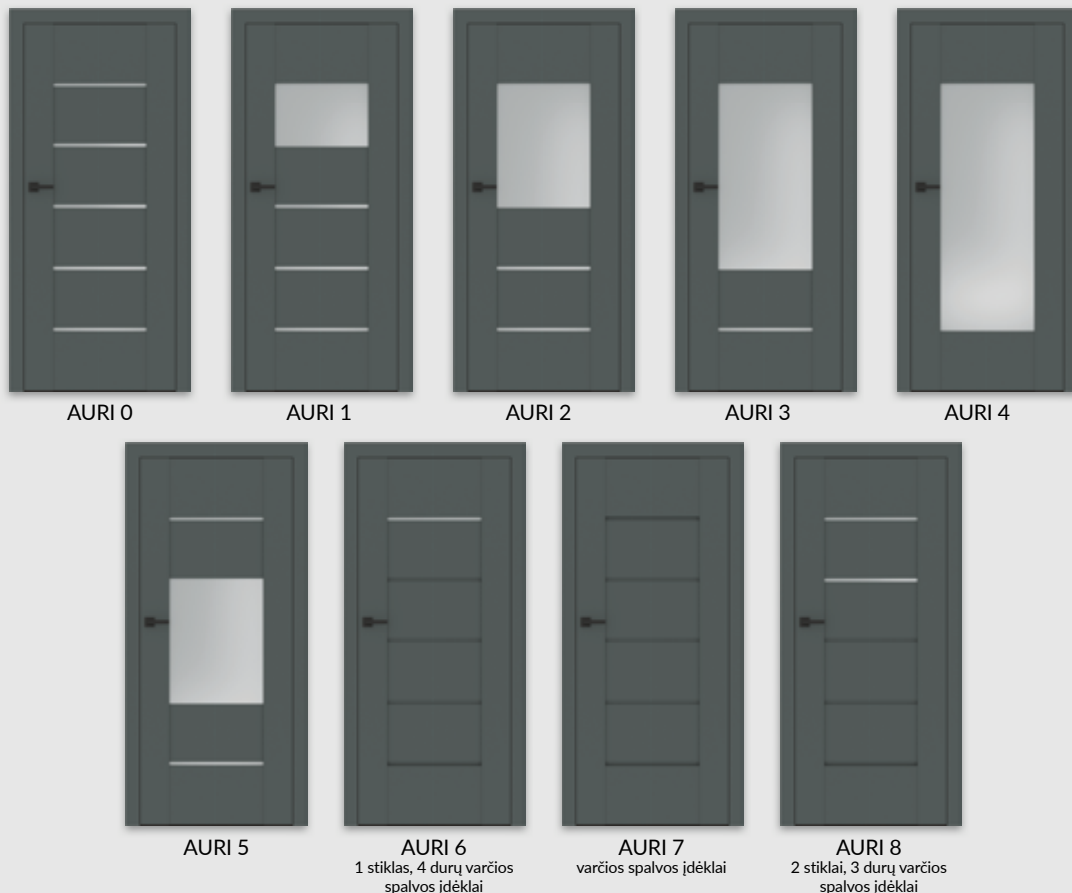 AURI 0
AURI 1
AURI 2
AURI 3
AURI 4
AURI 5
AURI 6
1 stiklas, 4 durų varčios
spalvos įdėklai
AURI 7
varčios spalvos įdėklai
AURI 8
2 stiklai, 3 durų varčios
spalvos įdėklai